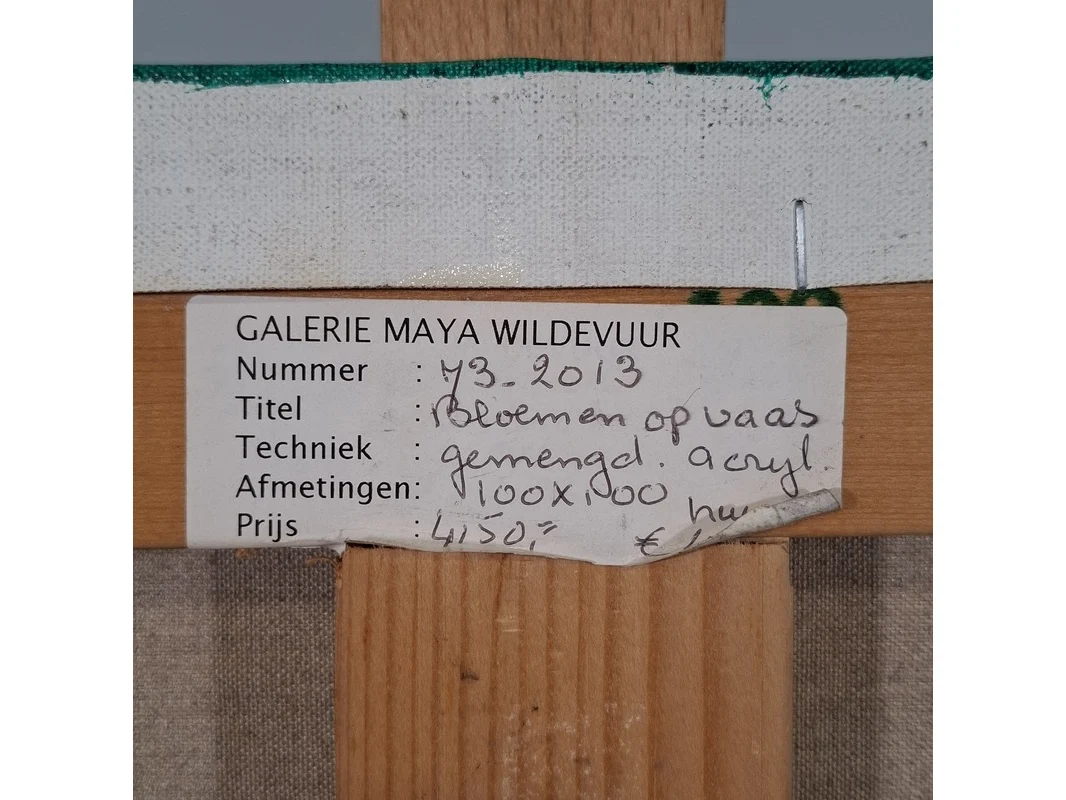 GALERIE MAYA WILDEVUUR
Nummer : 73-2013
Titel : Bloemen op vaas
Techniek : gemengd. acryl.
Afmetingen: 100x100
Prijs : 4150,= €